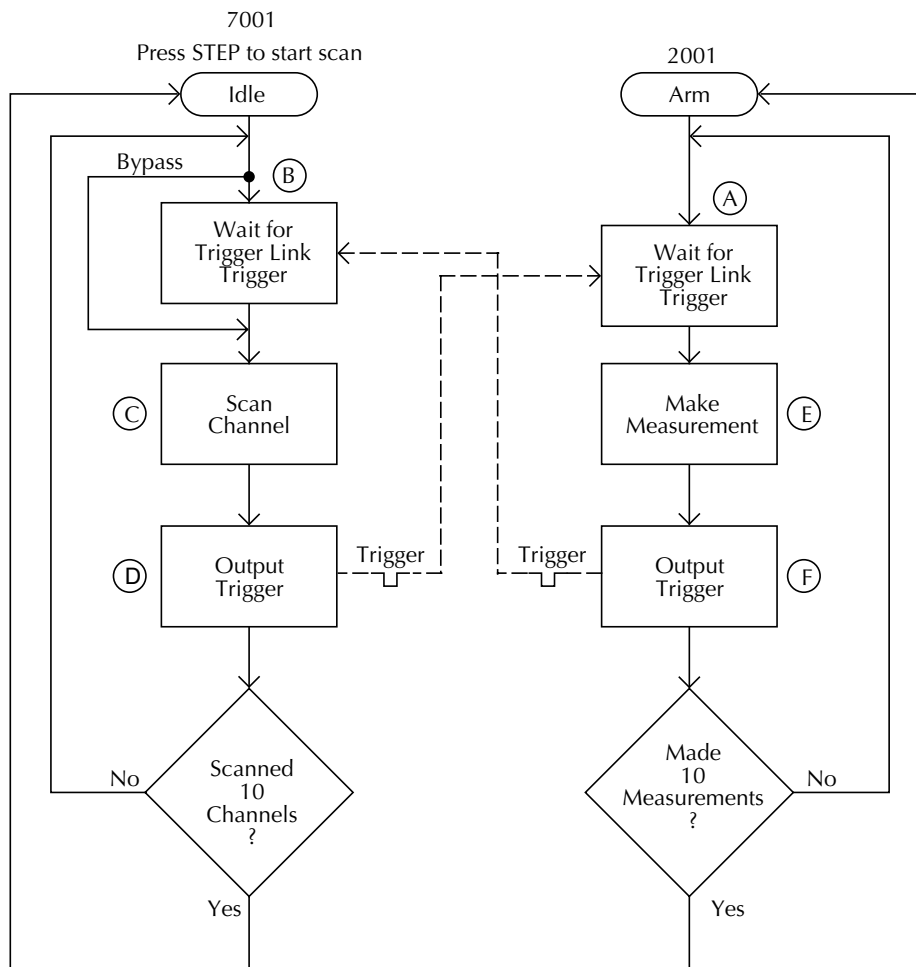 7001
Press STEP to start scan
Idle
Bypass
B
Wait for
Trigger Link
Trigger
C
Scan
Channel
D
Output
Trigger
Trigger
Scanned
10
Channels
?
No
Yes
2001
Arm
A
Wait for
Trigger Link
Trigger
Make
Measurement
E
Trigger
Output
Trigger
F
Made
10
Measurements
?
No
Yes